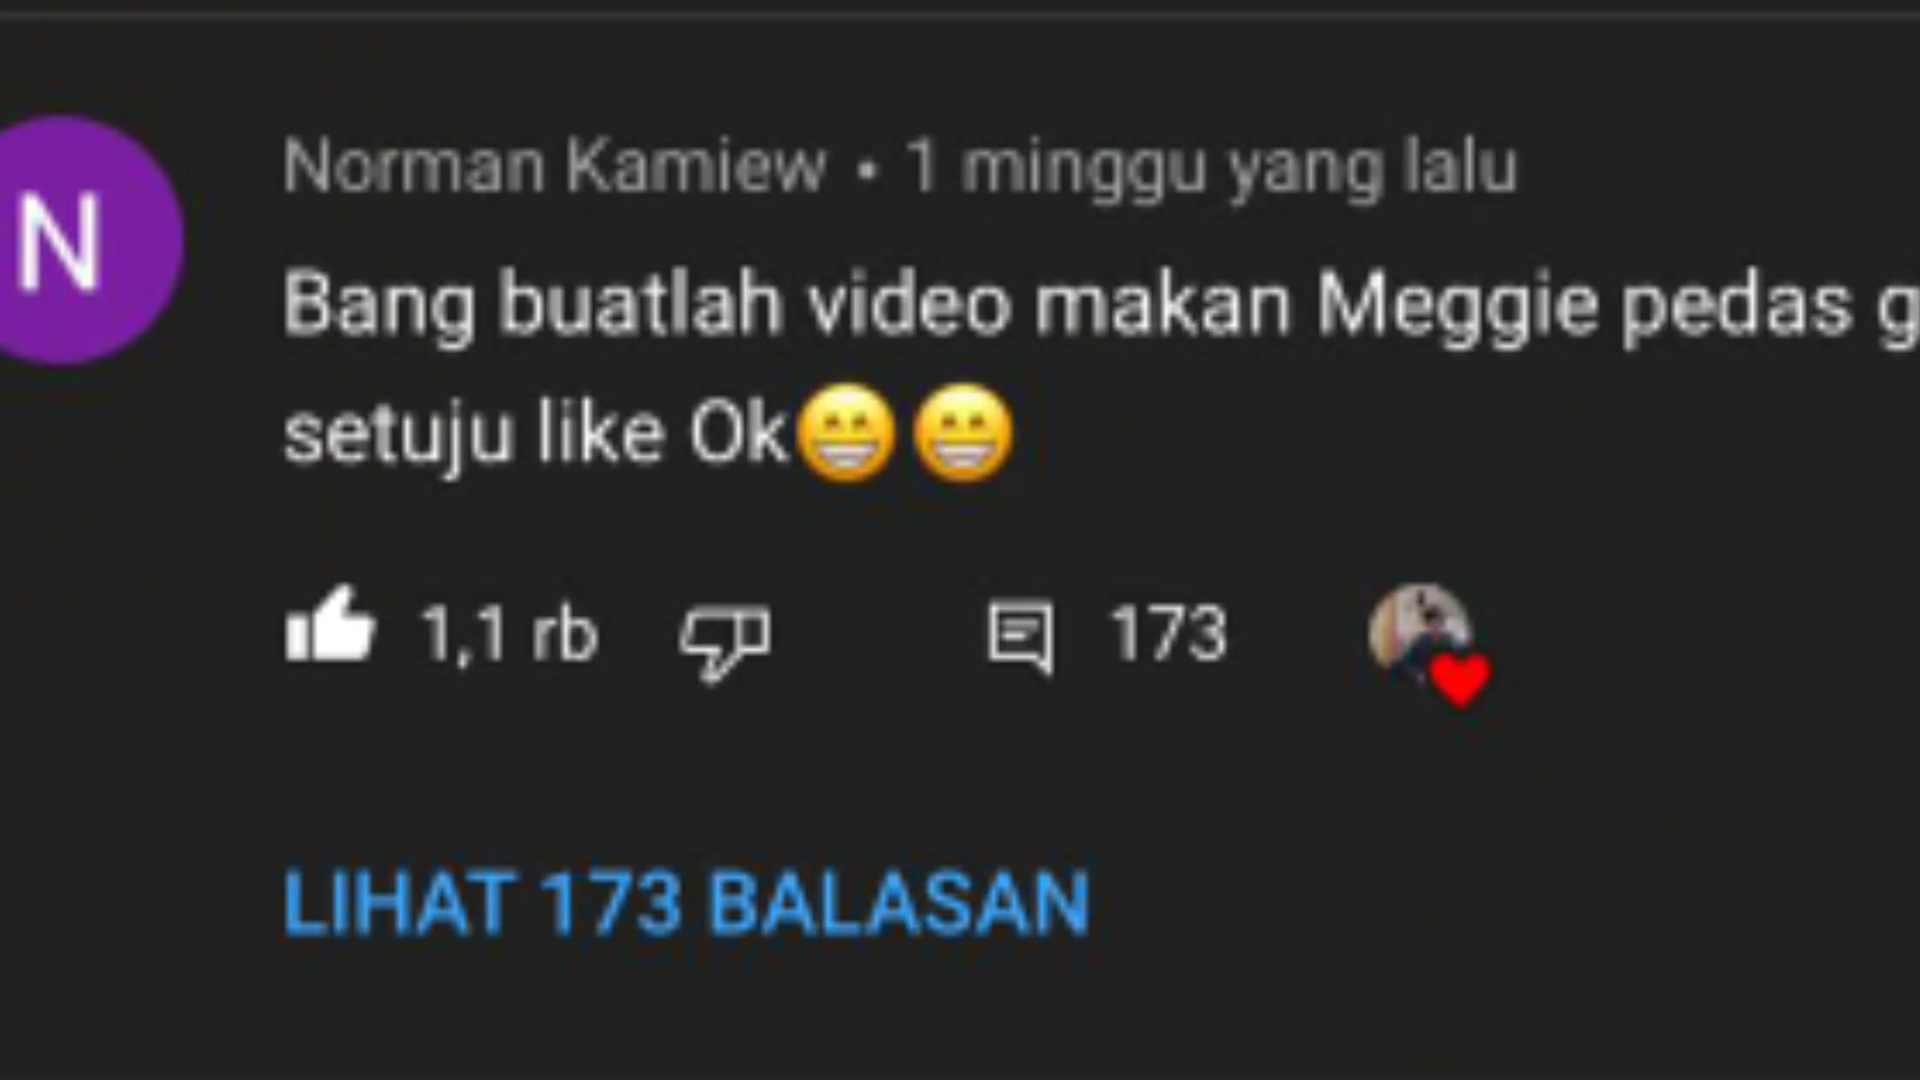 N
Norman Kamiew • 1 minggu yang lalu
Bang buatlah video makan Meggie pedas
setuju like Ok😁😁
1,1 rb 173
LIHAT 173 BALASAN